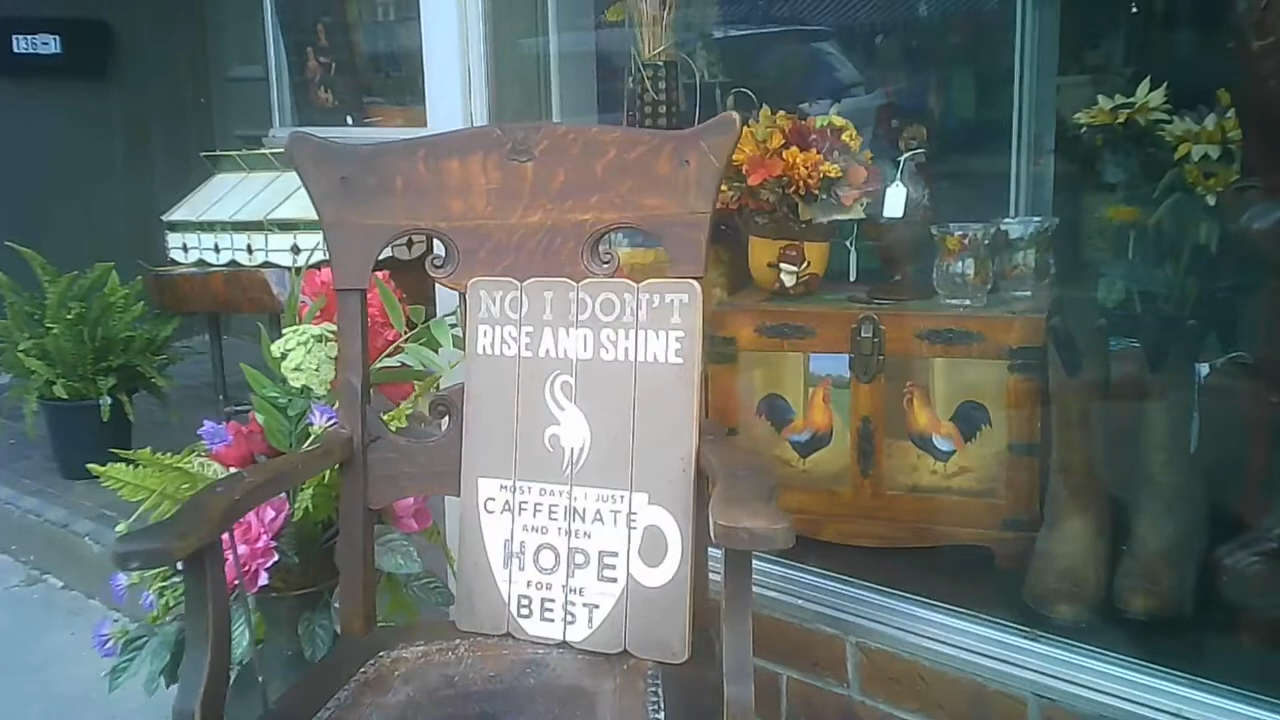 136-1
NO I DON'T
RISE AND SHINE
MOST DAYS, I JUST
CAFFEINATE
AND THEN
HOPE
FOR THE
BEST